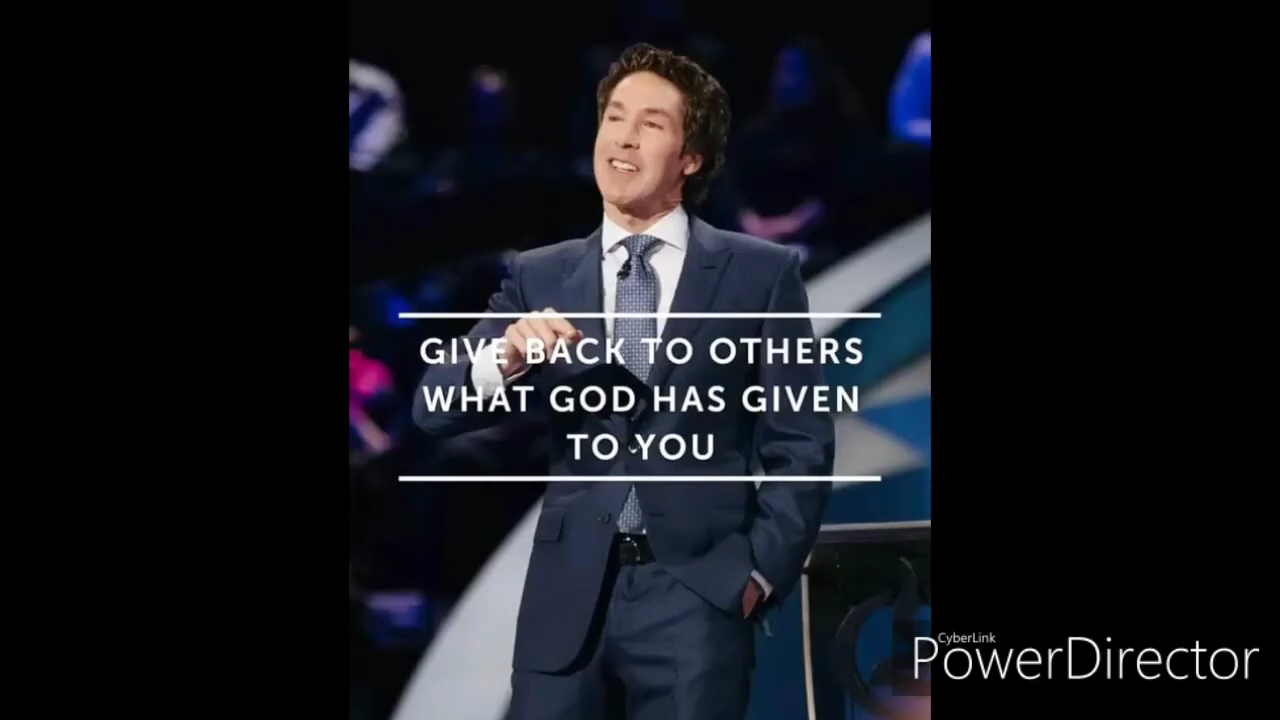 GIVE BACK TO OTHERS
WHAT GOD HAS GIVEN
TO YOU
CyberLink
PowerDirector